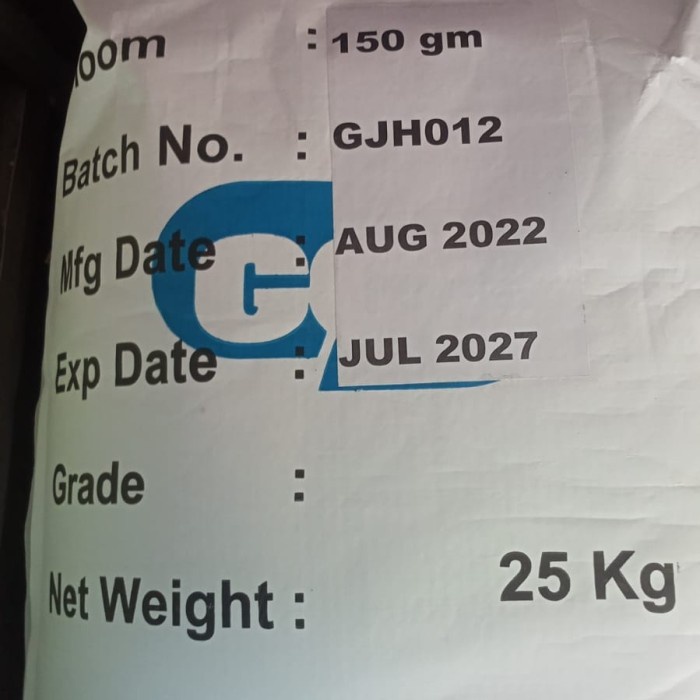 oom : 150 gm
Batch No. : GJH012
Mfg Date : AUG 2022
Exp Date : JUL 2027
Grade :
Net Weight : 25 Kg